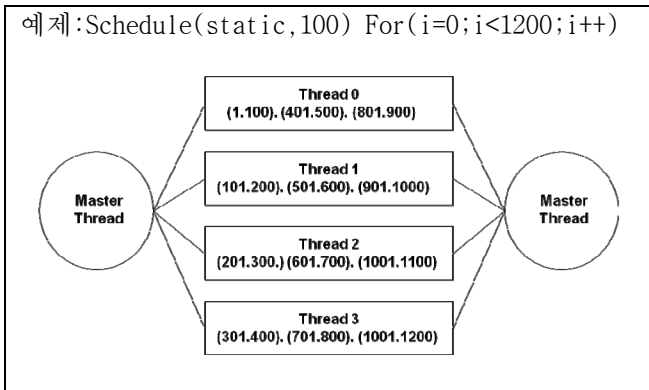 예제:Schedule(static,100) For(i=0;i<1200;i++)
Thread 0
(1.100). (401.500). (801.900)
Thread 1
(101.200). (501.600). (901.1000)
Master
Thread
Master
Thread
Thread 2
(201.300.) (601.700). (1001.1100)
Thread 3
(301.400). (701.800). (1001.1200)